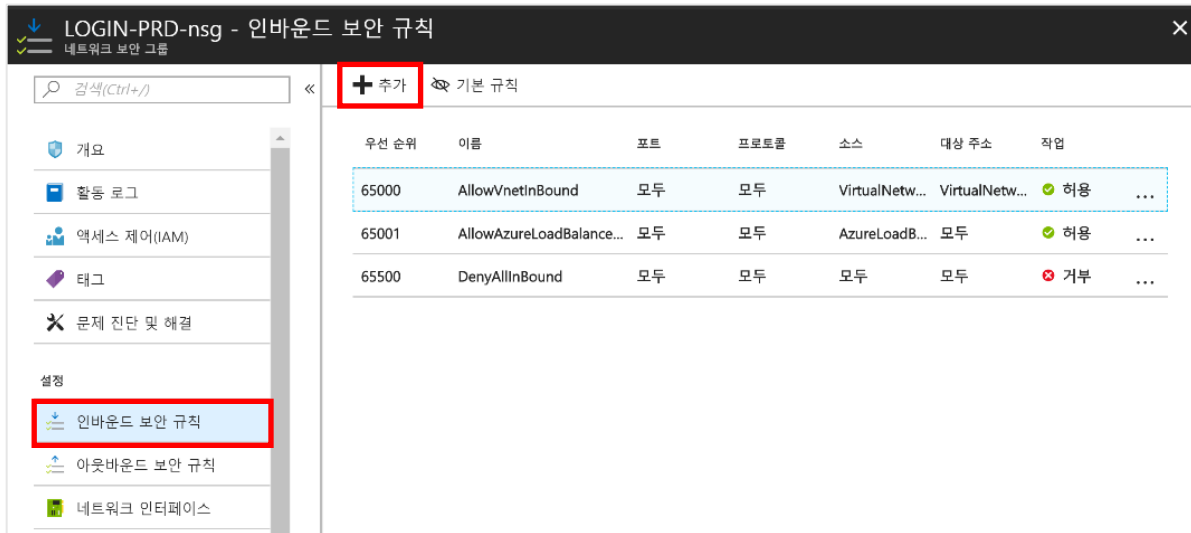 LOGIN-PRD-nsg - 인바운드 보안 규칙
네트워크 보안 그룹
검색(Ctrl+/)
개요
활동 로그
액세스 제어(IAM)
태그
문제 진단 및 해결
설정
인바운드 보안 규칙
아웃바운드 보안 규칙
네트워크 인터페이스
추가 기본 규칙
우선 순위 이름 포트 프로토콜 소스 대상 주소 작업
65000 AllowVnetInBound 모두 모두 VirtualNetw... VirtualNetw... 허용 ...
65001 AllowAzureLoadBalance... 모두 모두 AzureLoadB... 모두 허용 ...
65500 DenyAllInBound 모두 모두 모두 모두 거부 ...